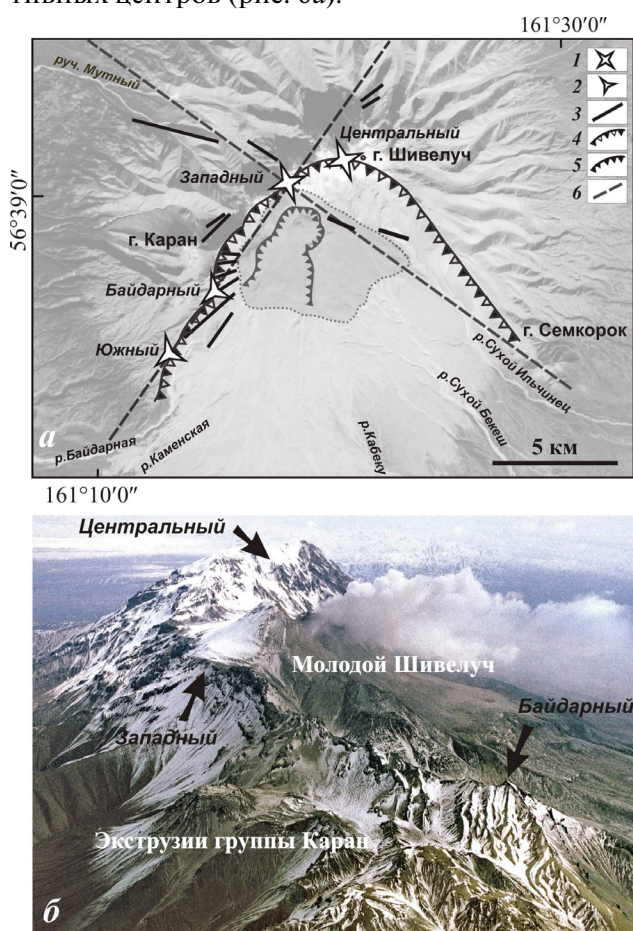 тивных центров (рис. 6а).
161°30′0″
руч. Мутный
1
2
Центральный
3
г. Шивелуч
4
Западный
5
56°39′0″
6
г. Каран
Байдарный
г. Семкорок
Южный
р.Сухой Ильчинец
р.Сухой Бекеш
а
р.Байдарная
р.Каменская
р.Кабеку
5 км
161°10′0″
Центральный
Молодой Шивелуч
Байдарный
Западный
Экструзии группы Каран
б